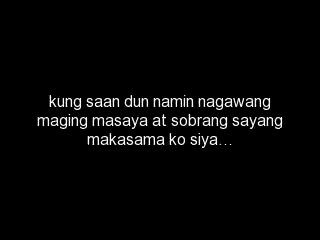 kung saan dun namin nagawang
maging masaya at sobrang sayang
makasama ko siya…